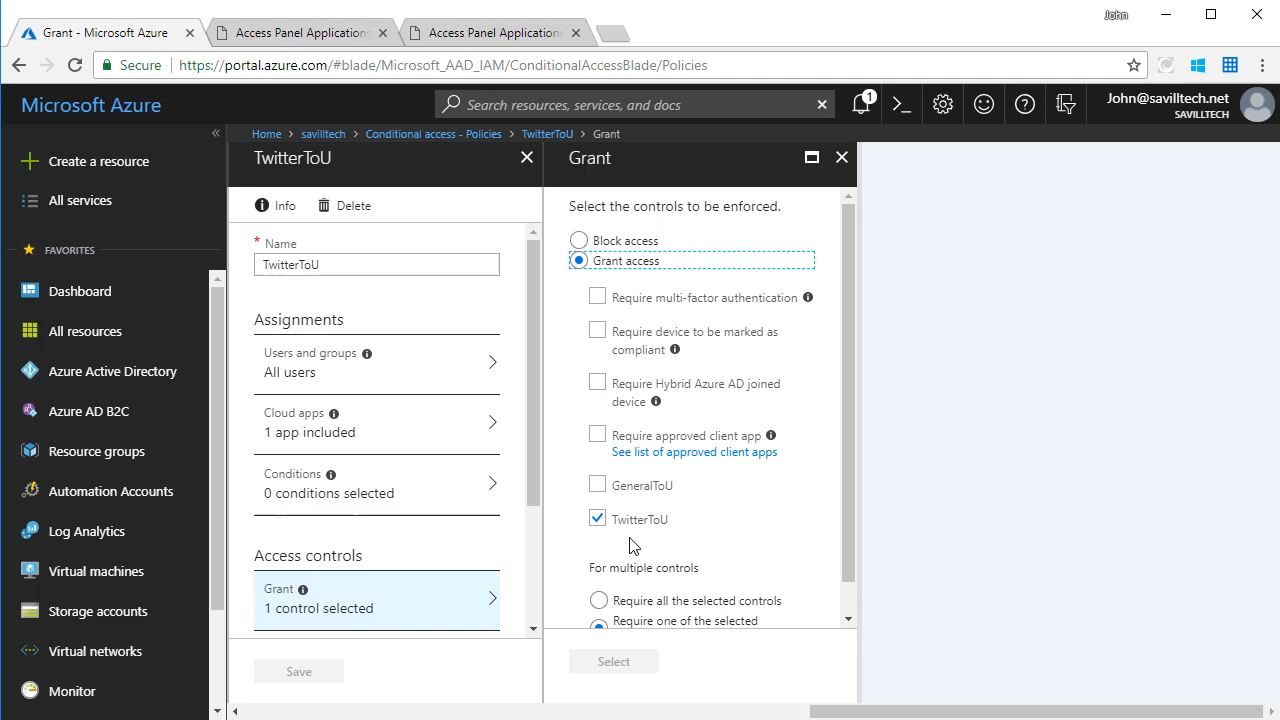 John
Grant - Microsoft Azure
Access Panel Applications
Access Panel Applications
Secure
https://portal.azure.com/#blade/Microsoft_AAD_IAM/ConditionalAccessBlade/Policies
Microsoft Azure
Search resources, services, and docs
1
John@savilltech.net
SAVILLTECH
Home > savilltech > Conditional access - Policies > TwitterToU > Grant
Create a resource
All services
FAVORITES
Dashboard
All resources
Azure Active Directory
Azure AD B2C
Resource groups
Automation Accounts
Log Analytics
Virtual machines
Storage accounts
Virtual networks
Monitor
TwitterToU
Info
Delete
* Name
TwitterToU
Assignments
Users and groups
All users
Cloud apps
1 app included
Conditions
0 conditions selected
Access controls
Grant
1 control selected
Save
Grant
Select the controls to be enforced.
Block access
Grant access
Require multi-factor authentication
Require device to be marked as
compliant
Require Hybrid Azure AD joined
device
Require approved client app
See list of approved client apps
GeneralToU
TwitterToU
For multiple controls
Require all the selected controls
Require one of the selected
Select